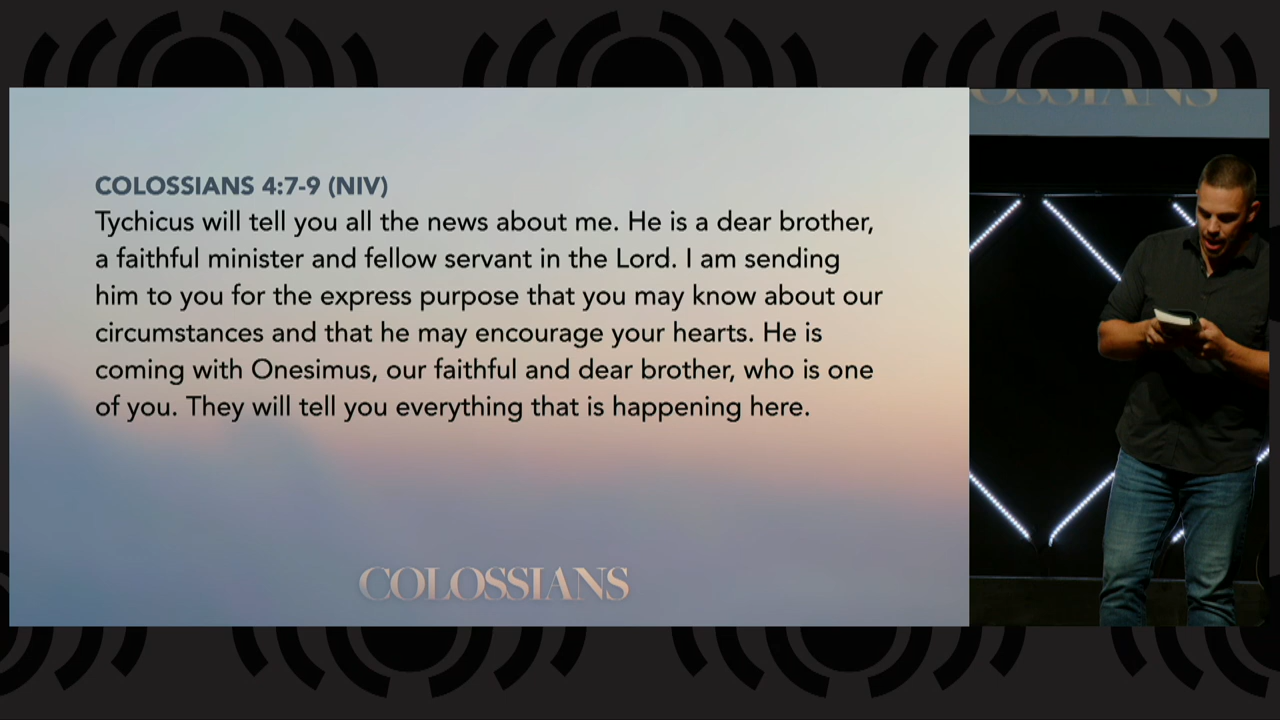 COLOSSIANS 4:7-9 (NIV)
Tychicus will tell you all the news about me. He is a dear brother,
a faithful minister and fellow servant in the Lord. I am sending
him to you for the express purpose that you may know about our
circumstances and that he may encourage your hearts. He is
coming with Onesimus, our faithful and dear brother, who is one
of you. They will tell you everything that is happening here.
COLOSSIANS
OSSIANS